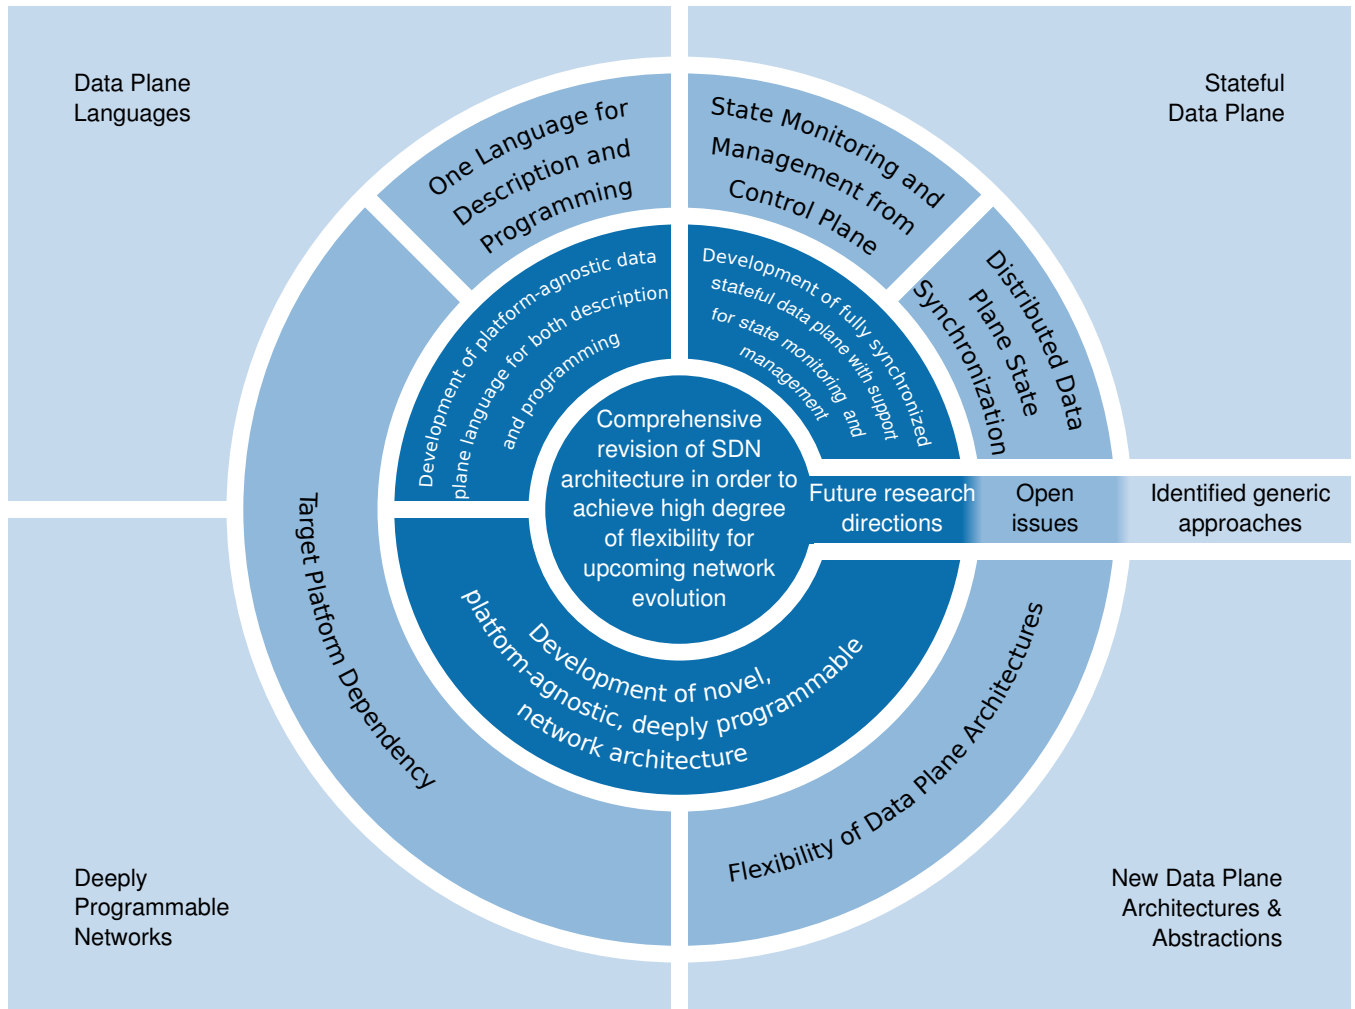 Data Plane
Languages
Stateful
Data Plane
One Language for
Description and
Programming
State Monitoring and
Management from
Control Plane
Distributed Data
Plane State
Synchronization
Development of platform-agnostic data
plane language for both description
and programming
Development of fully synchronized
stateful data plane with support
for state monitoring and
management
Comprehensive
revision of SDN
architecture in order to
achieve high degree
of flexibility for
upcoming network
evolution
Future research
directions
Open
issues
Identified generic
approaches
Target Platform Dependency
Development of novel,
platform-agnostic, deeply programmable
network architecture
Flexibility of Data Plane Architectures
Deeply
Programmable
Networks
New Data Plane
Architectures &
Abstractions